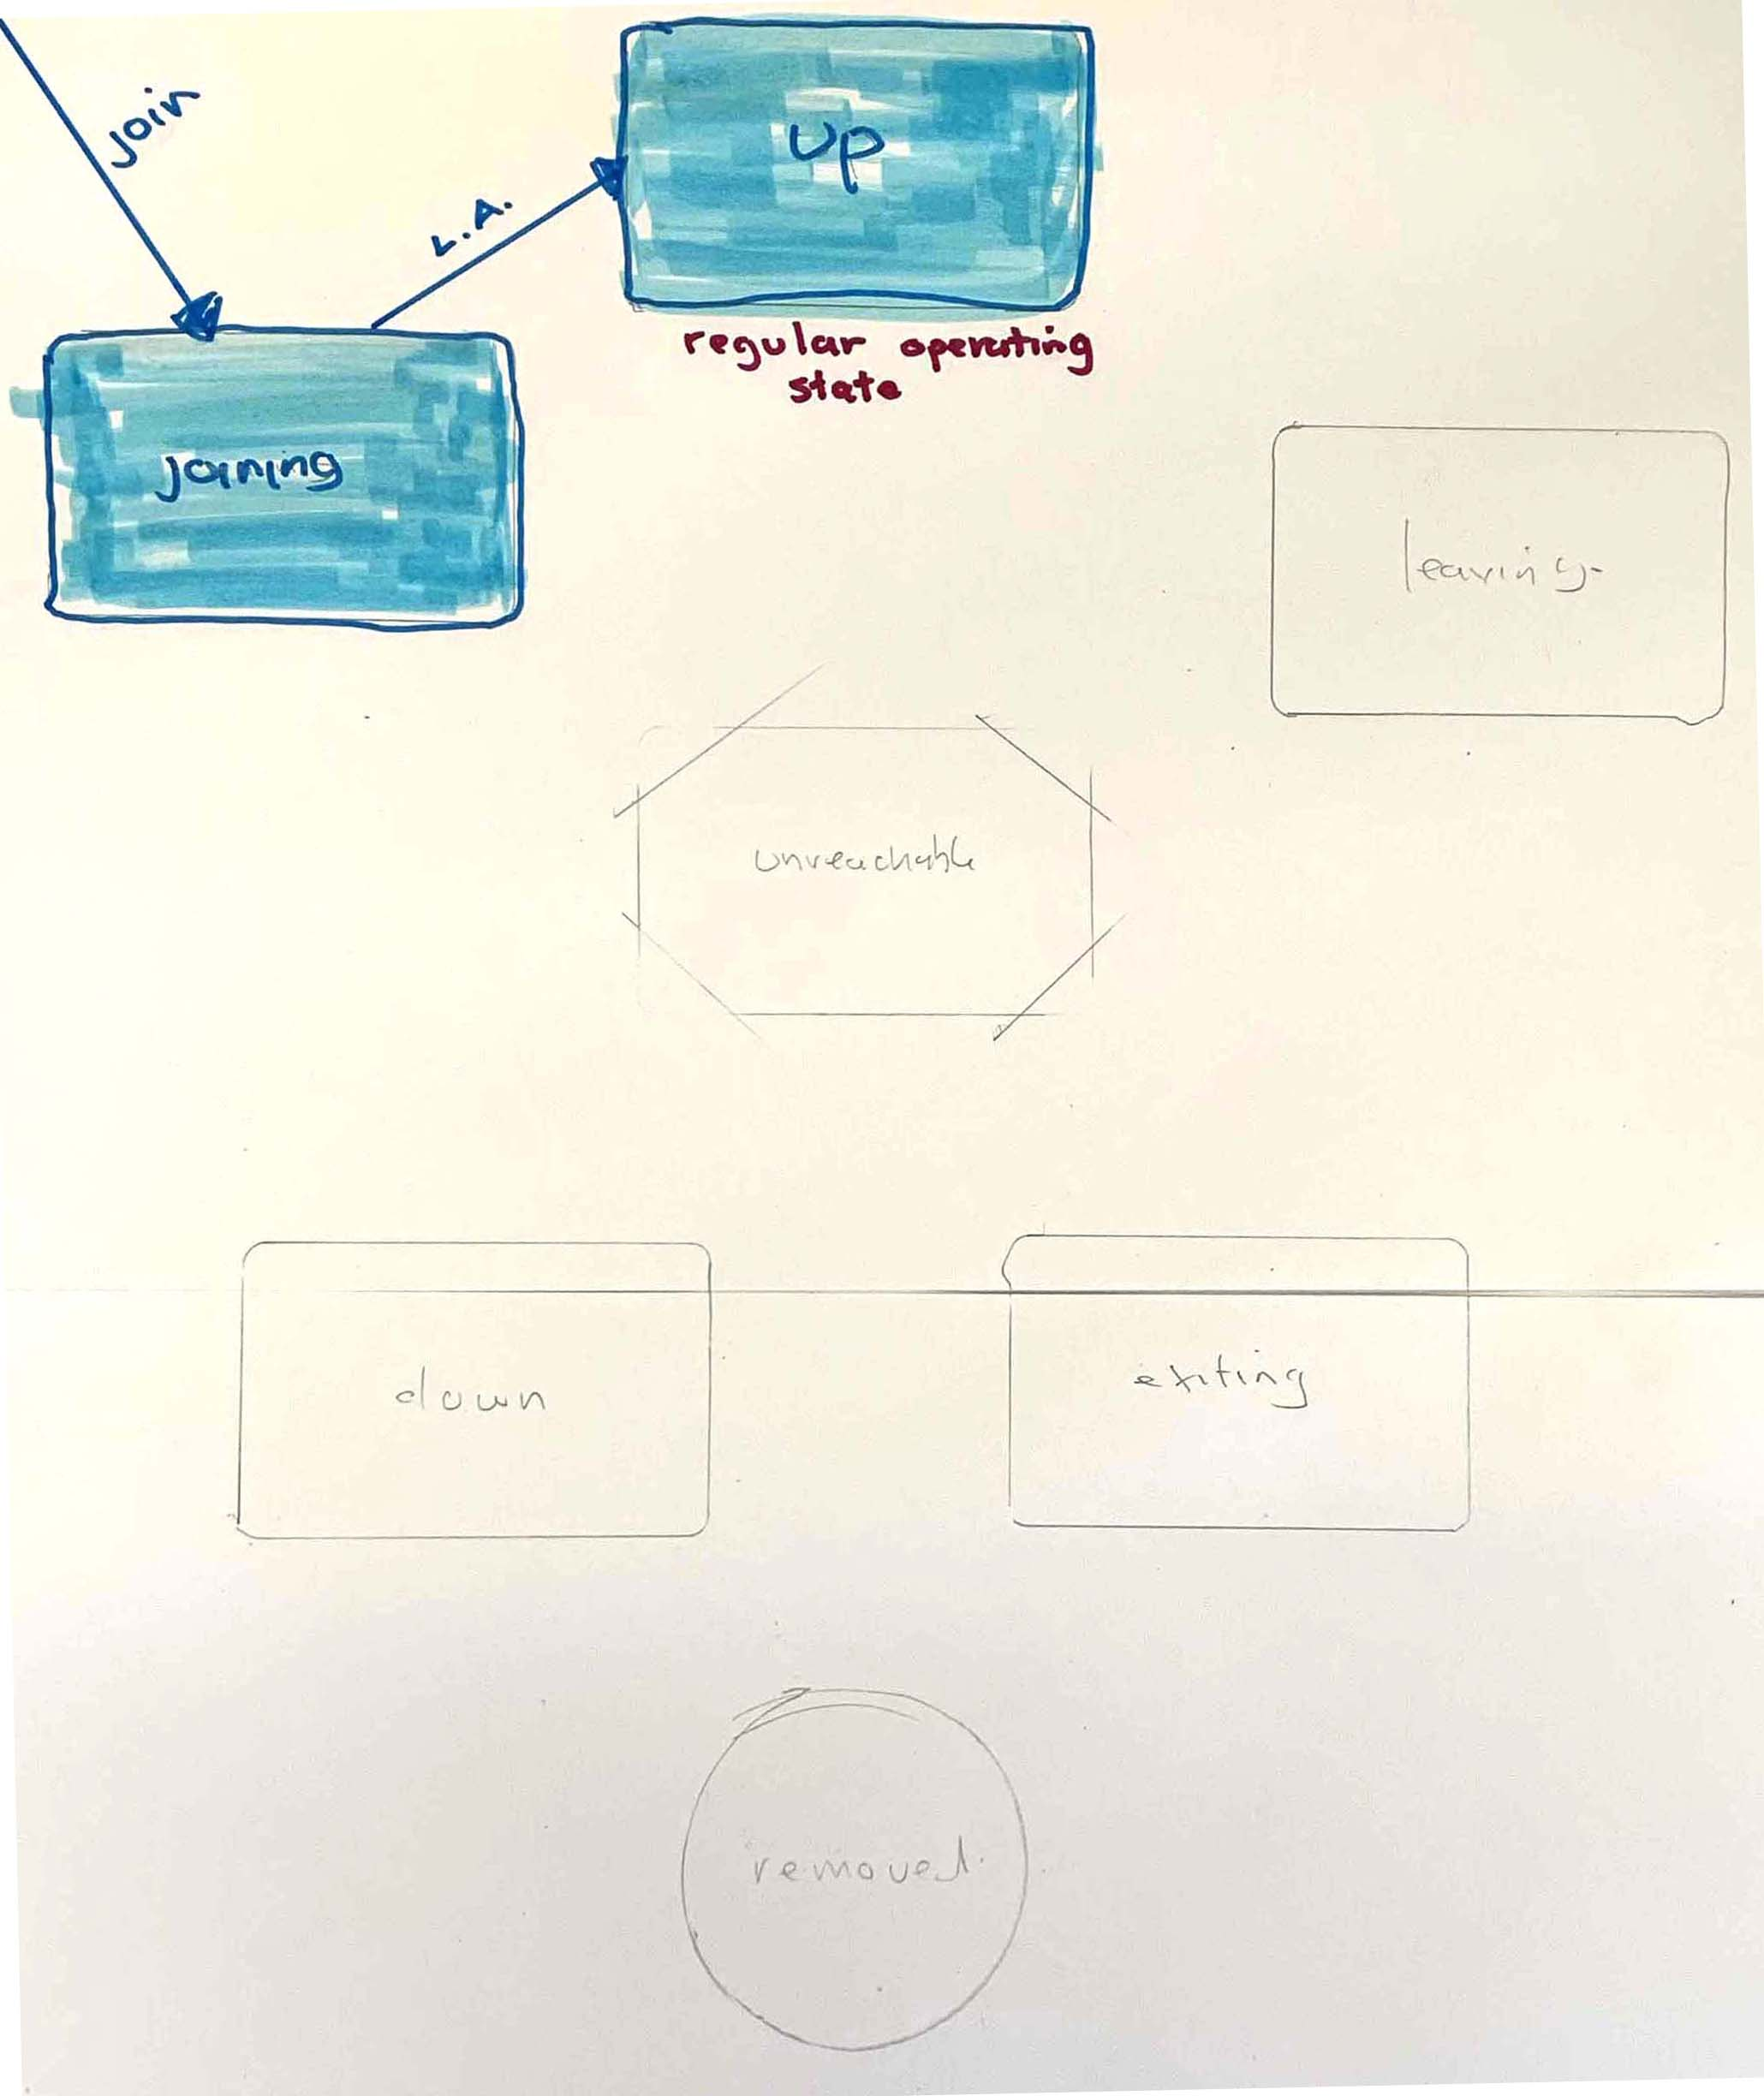 join
up
L.A.
regular operating
state
joining
leaving
unreachable
down
exiting
removed